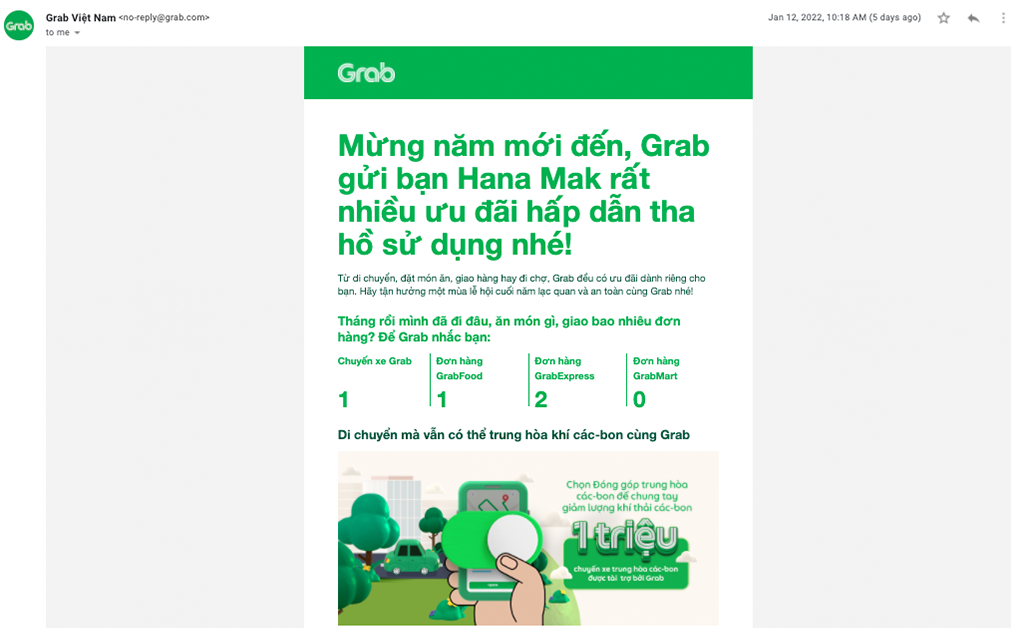 Grab
Grab Việt Nam <no-reply@grab.com>
Jan 12, 2022, 10:18 AM (5 days ago)
to me
Grab
Mừng năm mới đến, Grab
gửi bạn Hana Mak rất
nhiều ưu đãi hấp dẫn tha
hồ sử dụng nhé!
Từ di chuyển, đặt món ăn, giao hàng hay đi chợ, Grab đều có ưu đãi dành riêng cho
bạn. Hãy tận hưởng một mùa lễ hội cuối năm lạc quan và an toàn cùng Grab nhé!
Tháng rồi mình đã đi đâu, ăn món gì, giao bao nhiêu đơn
hàng? Để Grab nhắc bạn:
Chuyến xe Grab
1
Đơn hàng
GrabFood
1
Đơn hàng
GrabExpress
2
Đơn hàng
GrabMart
0
Di chuyển mà vẫn có thể trung hòa khí các-bon cùng Grab
Chọn Đóng góp trung hòa
các-bon để chung tay
giảm lượng khí thải các-bon
1 triệu
chuyến xe trung hòa các-bon
được tài trợ bởi Grab